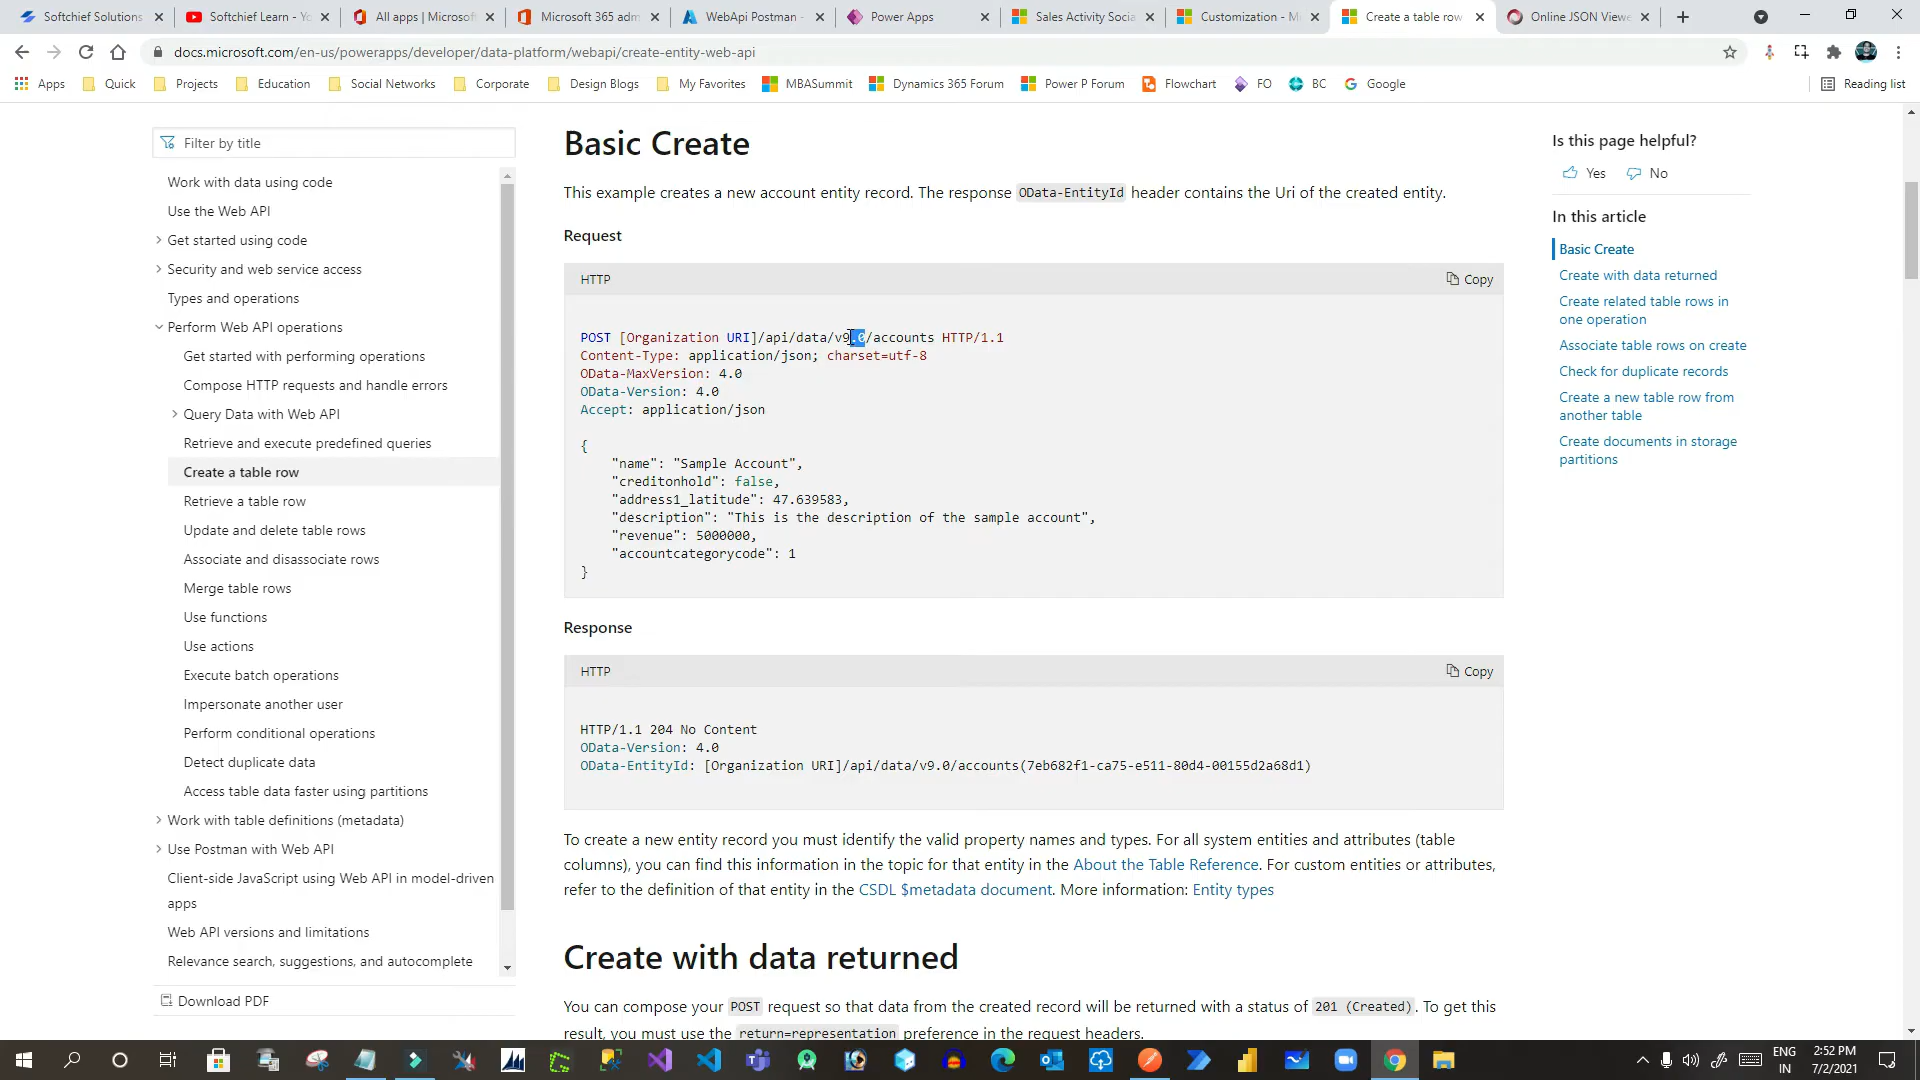 Softchief Solutions
Softchief Learn - Yo
All apps | Microsof
Microsoft 365 adm
WebApi Postman -
Power Apps
Sales Activity Socia
Customization - Mi
Create a table row
Online JSON Viewe
docs.microsoft.com/en-us/powerapps/developer/data-platform/webapi/create-entity-web-api
Apps
Quick
Projects
Education
Social Networks
Corporate
Design Blogs
My Favorites
MBASummit
Dynamics 365 Forum
Power P Forum
Flowchart
FO
BC
Google
Reading list
Filter by title
Work with data using code
Use the Web API
Get started using code
Security and web service access
Types and operations
Perform Web API operations
Get started with performing operations
Compose HTTP requests and handle errors
Query Data with Web API
Retrieve and execute predefined queries
Create a table row
Retrieve a table row
Update and delete table rows
Associate and disassociate rows
Merge table rows
Use functions
Use actions
Execute batch operations
Impersonate another user
Perform conditional operations
Detect duplicate data
Access table data faster using partitions
Work with table definitions (metadata)
Use Postman with Web API
Client-side JavaScript using Web API in model-driven
apps
Web API versions and limitations
Relevance search, suggestions, and autocomplete
Download PDF
Basic Create
This example creates a new account entity record. The response OData-EntityId header contains the Uri of the created entity.
Request
HTTP
Copy
POST [Organization URI]/api/data/v9.0/accounts HTTP/1.1
Content-Type: application/json; charset=utf-8
OData-MaxVersion: 4.0
OData-Version: 4.0
Accept: application/json
{
"name": "Sample Account",
"creditonhold": false,
"address1_latitude": 47.639583,
"description": "This is the description of the sample account",
"revenue": 5000000,
"accountcategorycode": 1
}
Response
HTTP
Copy
HTTP/1.1 204 No Content
OData-Version: 4.0
OData-EntityId: [Organization URI]/api/data/v9.0/accounts(7eb682f1-ca75-e511-80d4-00155d2a68d1)
To create a new entity record you must identify the valid property names and types. For all system entities and attributes (table
columns), you can find this information in the topic for that entity in the About the Table Reference. For custom entities or attributes,
refer to the definition of that entity in the CSDL $metadata document. More information: Entity types
Create with data returned
You can compose your POST request so that data from the created record will be returned with a status of 201 (Created). To get this
result, you must use the return=representation preference in the request headers.
Is this page helpful?
Yes
No
In this article
Basic Create
Create with data returned
Create related table rows in
one operation
Associate table rows on create
Check for duplicate records
Create a new table row from
another table
Create documents in storage
partitions
ENG
IN
2:52 PM
7/2/2021